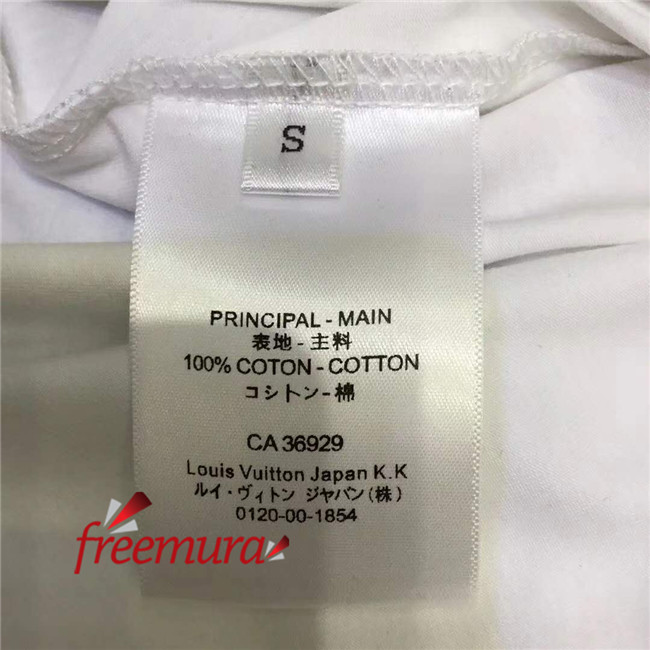 S
PRINCIPAL - MAIN
表地 - 主料
100% COTON - COTTON
コシトン - 棉
CA 36929
Louis Vuitton Japan K.K
ルイ・ヴィトン ジャパン(株)
0120-00-1854
freemura